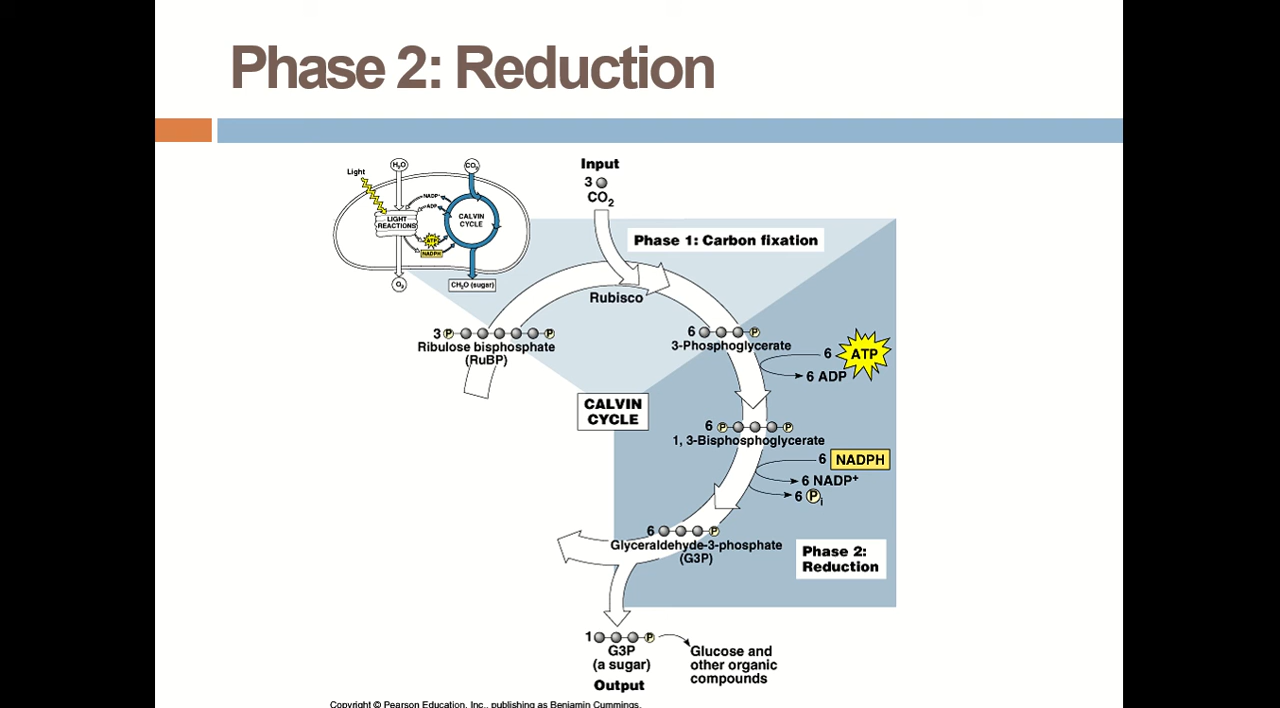 Phase 2: Reduction
Light
H₂O
CO₂
NADP⁺
ADP
LIGHT
REACTIONS
CALVIN
CYCLE
ATP
NADPH
O₂
CH₂O (sugar)
Input
3
CO₂
Phase 1: Carbon fixation
Rubisco
3 P P
Ribulose bisphosphate
(RuBP)
6 P
3-Phosphoglycerate
6 ATP
6 ADP
CALVIN
CYCLE
6 P P
1, 3-Bisphosphoglycerate
6 NADPH
6 NADP⁺
6 Pi
6 P
Glyceraldehyde-3-phosphate
(G3P)
Phase 2:
Reduction
1 P
G3P
(a sugar)
Output
Glucose and
other organic
compounds
Copyright © Pearson Education, Inc., publishing as Benjamin Cummings.